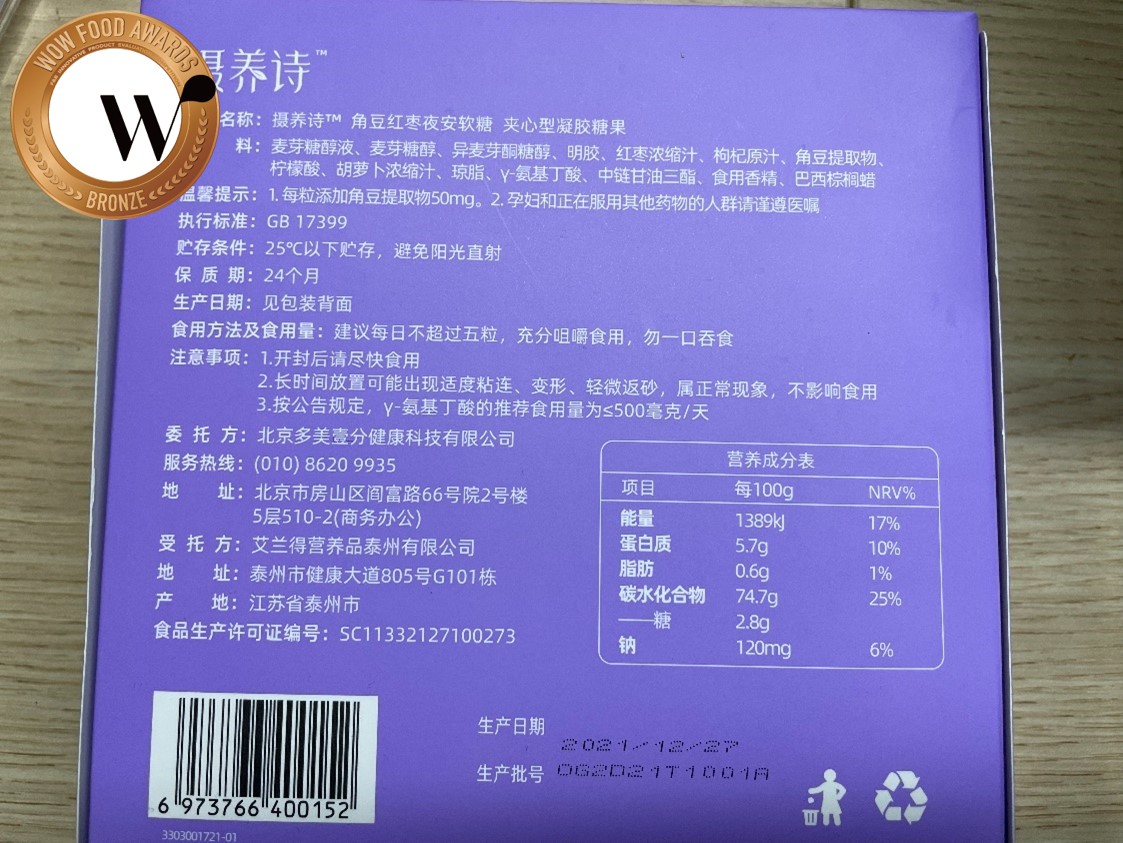 WOW FOOD AWARDS
W
BRONZE
养诗™
名称：摄养诗™ 角豆红枣夜安软糖 夹心型凝胶糖果
料：麦芽糖醇液、麦芽糖醇、异麦芽酮糖醇、明胶、红枣浓缩汁、枸杞原汁、角豆提取物、
柠檬酸、胡萝卜浓缩汁、琼脂、γ-氨基丁酸、中链甘油三酯、食用香精、巴西棕榈蜡
温馨提示：1.每粒添加角豆提取物50mg。2.孕妇和正在服用其他药物的人群请谨遵医嘱
执行标准：GB 17399
贮存条件：25℃以下贮存，避免阳光直射
保 质 期：24个月
生产日期：见包装背面
食用方法及食用量：建议每日不超过五粒，充分咀嚼食用，勿一口吞食
注意事项：1.开封后请尽快食用
2.长时间放置可能出现适度粘连、变形、轻微返砂，属正常现象，不影响食用
3.按公告规定，γ-氨基丁酸的推荐食用量为≤500毫克/天
委 托 方：北京多美壹分健康科技有限公司
服务热线：(010) 8620 9935
地 址：北京市房山区阎富路66号院2号楼
5层510-2(商务办公)
受 托 方：艾兰得营养品泰州有限公司
地 址：泰州市健康大道805号G101栋
产 地：江苏省泰州市
食品生产许可证编号：SC11332127100273
营养成分表
项目 每100g NRV%
能量 1389kJ 17%
蛋白质 5.7g 10%
脂肪 0.6g 1%
碳水化合物 74.7g 25%
——糖 2.8g
钠 120mg 6%
生产日期 2021/12/27
生产批号 OG2D21T1001A
6 973766 400152
3303001721-01